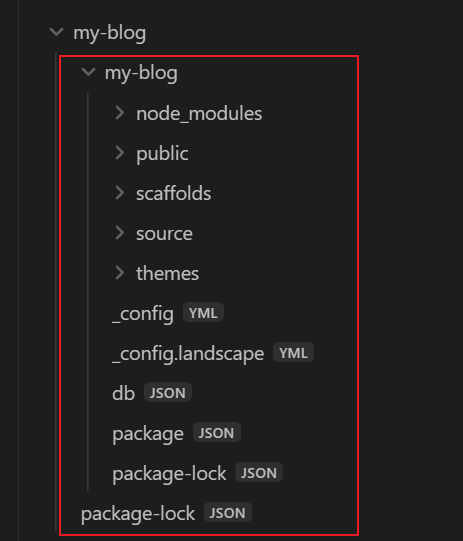 my-blog
my-blog
node_modules
public
scaffolds
source
themes
_config YML
_config.landscape YML
db JSON
package JSON
package-lock JSON
package-lock JSON